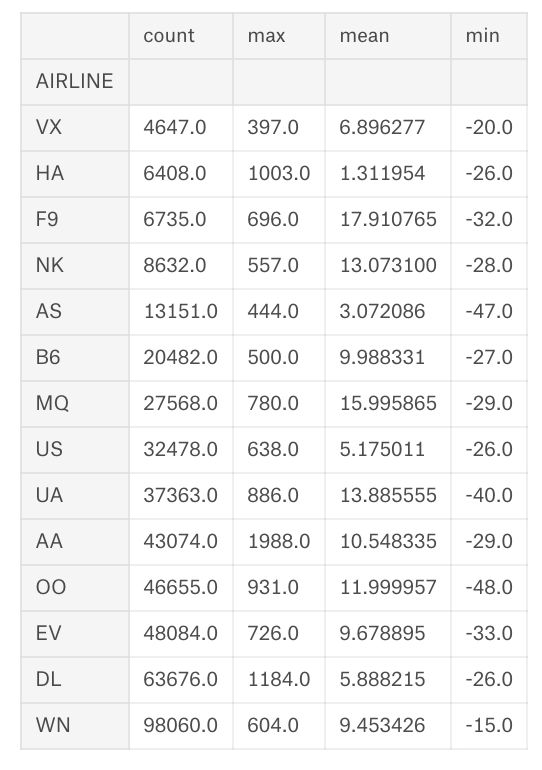 count max mean min
AIRLINE
VX 4647.0 397.0 6.896277 -20.0
HA 6408.0 1003.0 1.311954 -26.0
F9 6735.0 696.0 17.910765 -32.0
NK 8632.0 557.0 13.073100 -28.0
AS 13151.0 444.0 3.072086 -47.0
B6 20482.0 500.0 9.988331 -27.0
MQ 27568.0 780.0 15.995865 -29.0
US 32478.0 638.0 5.175011 -26.0
UA 37363.0 886.0 13.885555 -40.0
AA 43074.0 1988.0 10.548335 -29.0
OO 46655.0 931.0 11.999957 -48.0
EV 48084.0 726.0 9.678895 -33.0
DL 63676.0 1184.0 5.888215 -26.0
WN 98060.0 604.0 9.453426 -15.0